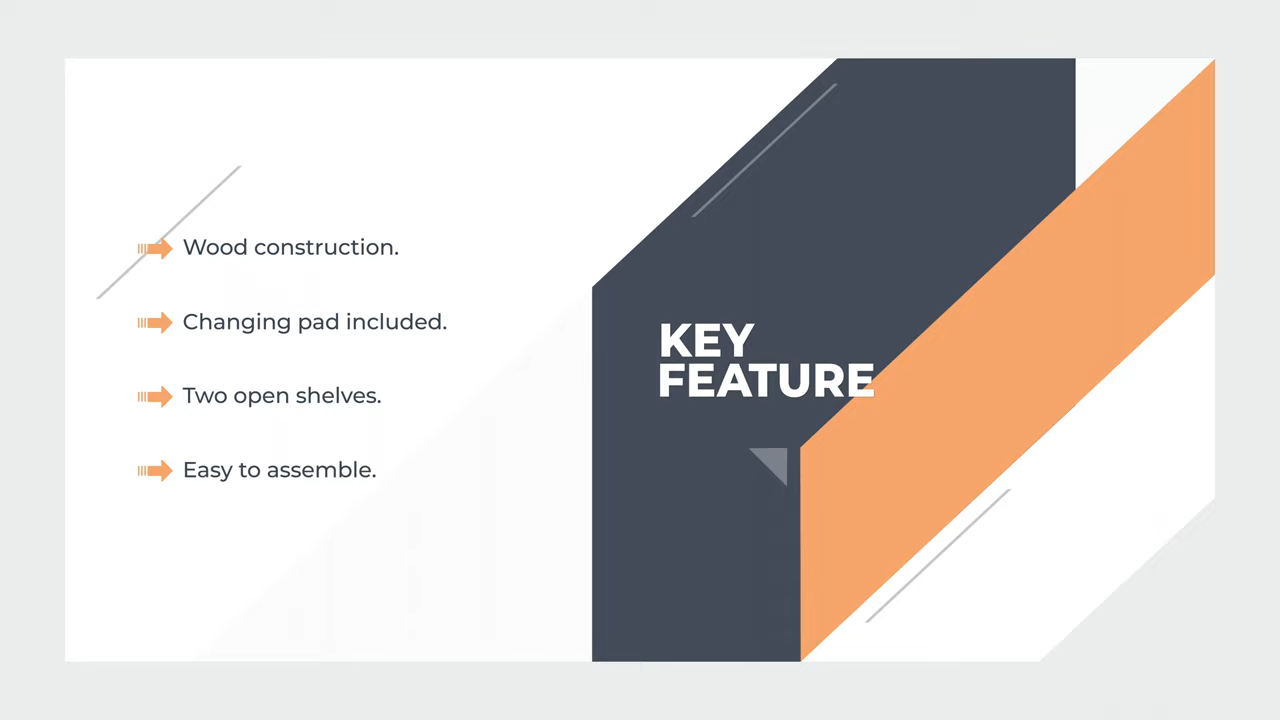 Wood construction.
Changing pad included.
Two open shelves.
Easy to assemble.
KEY
FEATURE